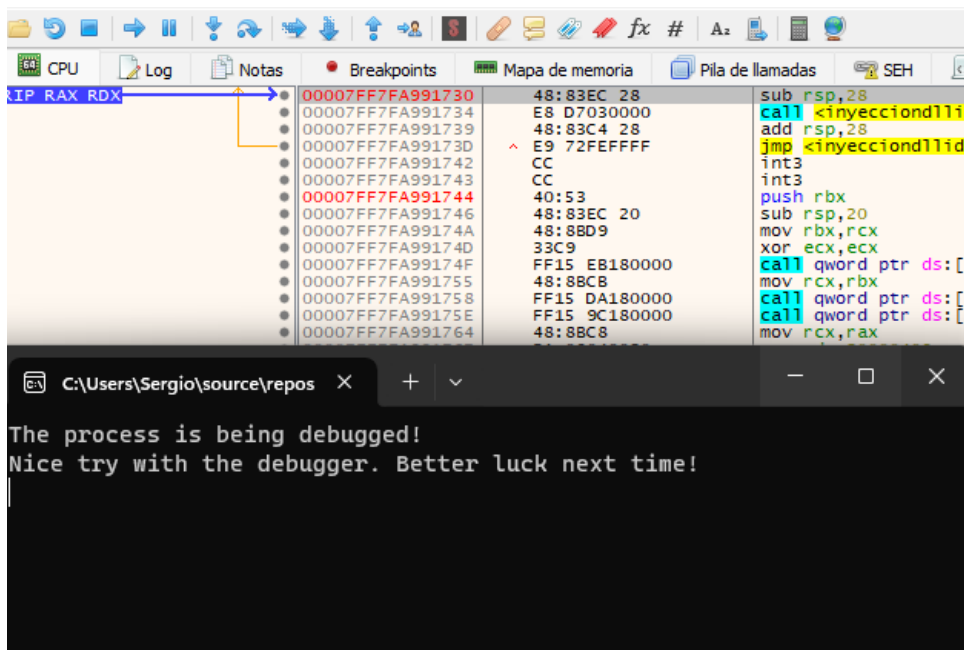 fx # A₂
64 CPU Log Notas Breakpoints Mapa de memoria Pila de llamadas SEH
RIP RAX RDX
00007FF7FA991730 48:83EC 28 sub rsp,28
00007FF7FA991734 E8 D7030000 call <inyecciondlli
00007FF7FA991739 48:83C4 28 add rsp,28
00007FF7FA99173D ^ E9 72FEFFFF jmp <inyecciondllid
00007FF7FA991742 CC int3
00007FF7FA991743 CC int3
00007FF7FA991744 40:53 push rbx
00007FF7FA991746 48:83EC 20 sub rsp,20
00007FF7FA99174A 48:8BD9 mov rbx,rcx
00007FF7FA99174D 33C9 xor ecx,ecx
00007FF7FA99174F FF15 EB180000 call qword ptr ds:[
00007FF7FA991755 48:8BCB mov rcx,rbx
00007FF7FA991758 FF15 DA180000 call qword ptr ds:[
00007FF7FA99175E FF15 9C180000 call qword ptr ds:[
00007FF7FA991764 48:8BC8 mov rcx,rax
C:\Users\Sergio\source\repos
The process is being debugged!
Nice try with the debugger. Better luck next time!